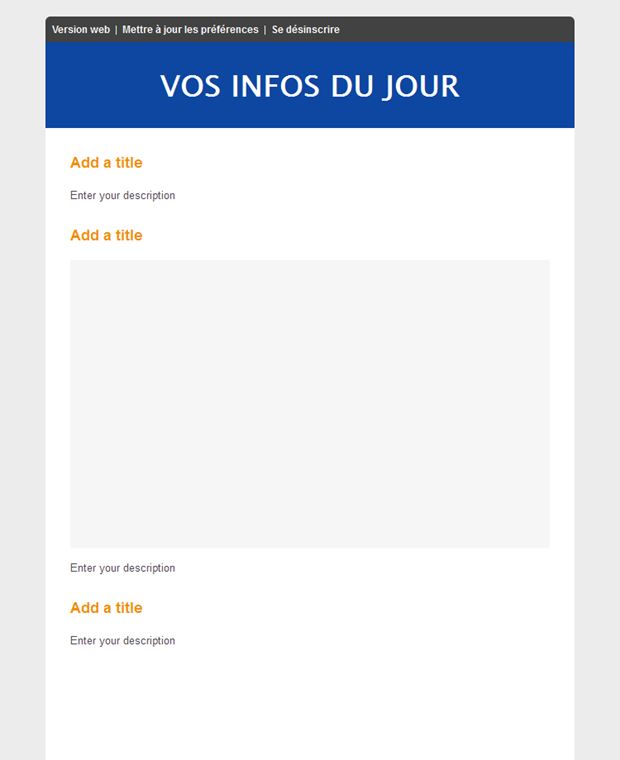 Version web | Mettre à jour les préférences | Se désinscrire
VOS INFOS DU JOUR
Add a title
Enter your description
Add a title
Enter your description
Add a title
Enter your description